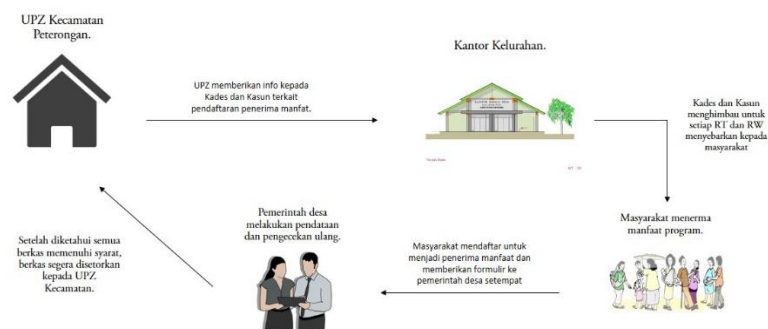 UPZ Kecamatan
Peterongan.
UPZ memberikan info kepada
Kades dan Kasun terkait
pendaftaran penerima manfat.
Kantor Kelurahan.
Kades dan Kasun
menghimbau untuk
setiap RT dan RW
menyebarkan kepada
masyarakat
Masyarakat menerma
manfaat program.
Masyarakat mendaftar untuk
menjadi penerima manfaat dan
memberikan formulir ke
pemerintah desa setempat
Pemerintah desa
melakukan pendataan
dan pengecekan ulang.
Setelah diketahui semua
berkas memenuhi syarat,
berkas segera disetorkan
kepada UPZ
Kecamatan.